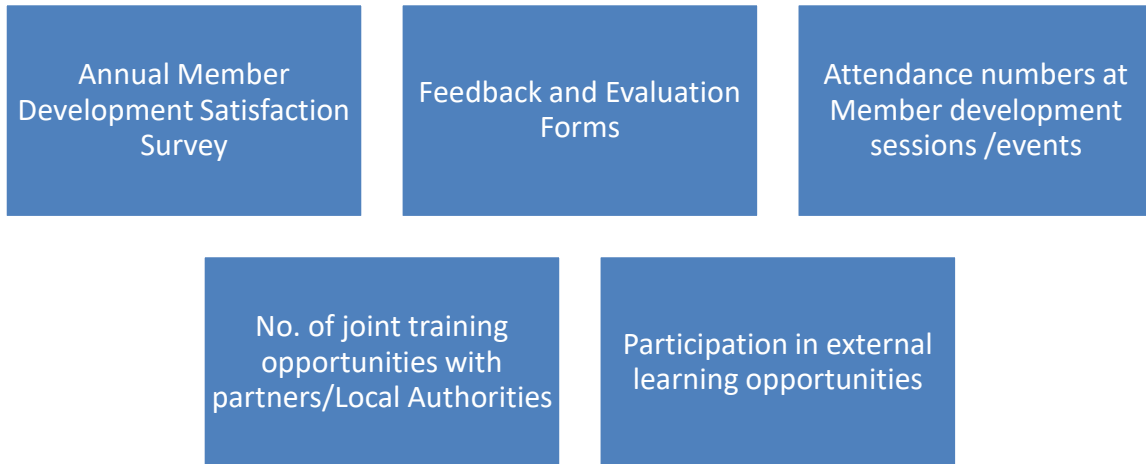 Annual Member
Development Satisfaction
Survey
Feedback and Evaluation
Forms
Attendance numbers at
Member development
sessions /events
No. of joint training
opportunities with
partners/Local Authorities
Participation in external
learning opportunities